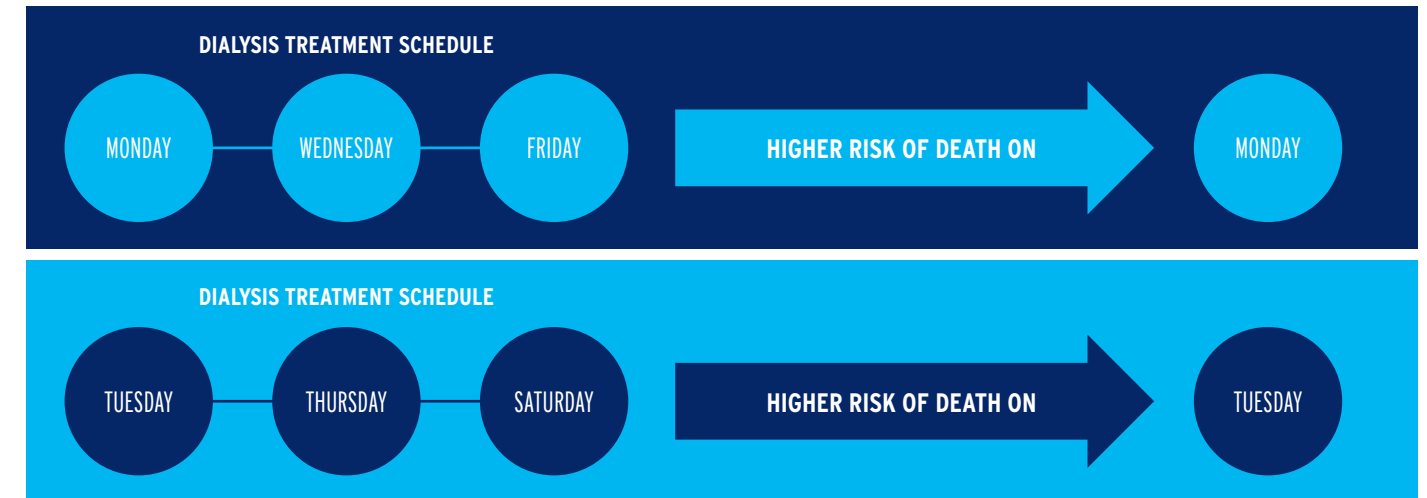 DIALYSIS TREATMENT SCHEDULE
MONDAY WEDNESDAY FRIDAY HIGHER RISK OF DEATH ON MONDAY
DIALYSIS TREATMENT SCHEDULE
TUESDAY THURSDAY SATURDAY HIGHER RISK OF DEATH ON TUESDAY